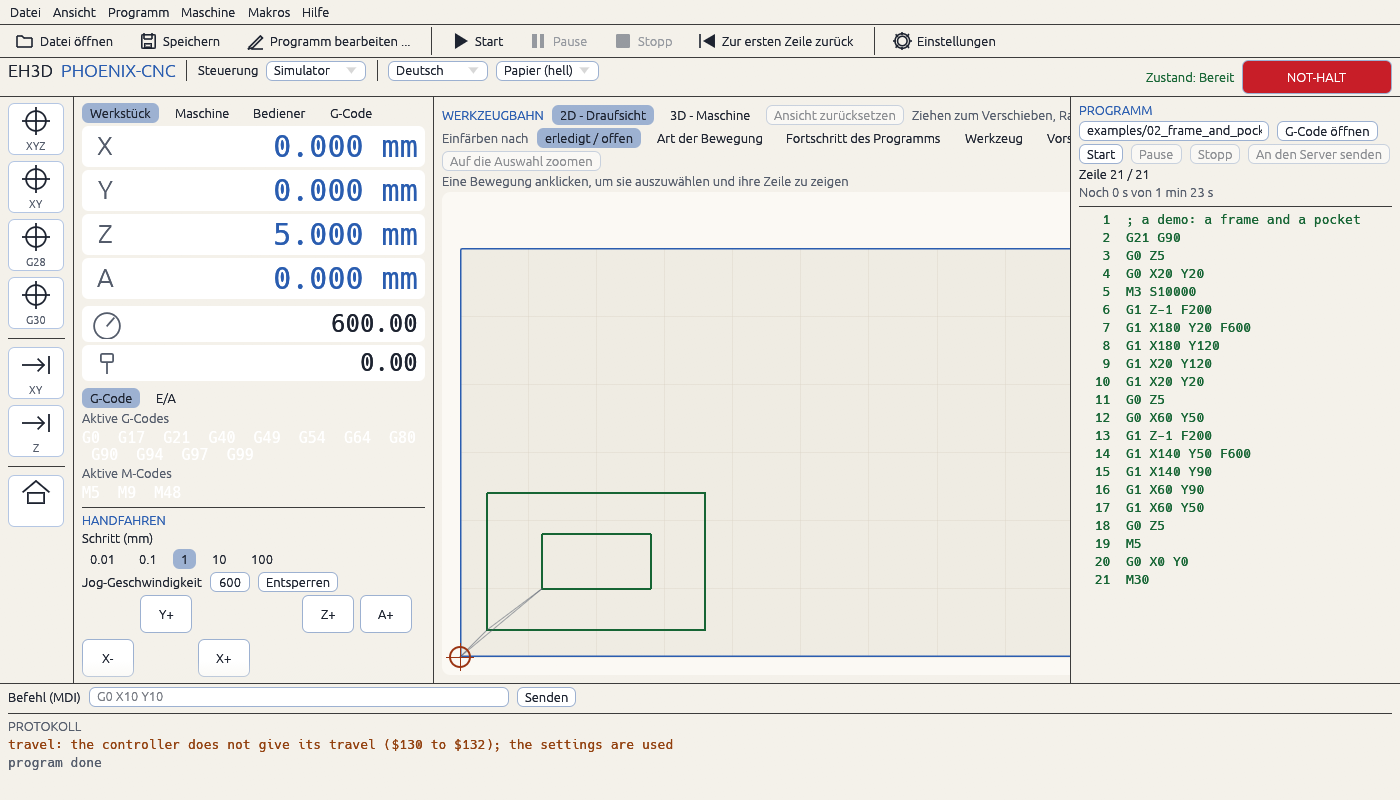 Datei Ansicht Programm Maschine Makros Hilfe
Datei öffnen Speichern Programm bearbeiten ... Start Pause Stopp Zur ersten Zeile zurück Einstellungen
EH3D PHOENIX-CNC Steuerung Simulator Deutsch Papier (hell) Zustand: Bereit NOT-HALT
XYZ
XY
G28
G30
XY
Z
Werkstück Maschine Bediener G-Code
X 0.000 mm
Y 0.000 mm
Z 5.000 mm
A 0.000 mm
600.00
0.00
G-Code E/A
Aktive G-Codes
G0 G17 G21 G40 G49 G54 G64 G80
G90 G94 G97 G99
Aktive M-Codes
M5 M9 M48
HANDFAHREN
Schritt (mm)
0.01 0.1 1 10 100
Jog-Geschwindigkeit 600 Entsperren
Y+ Z+ A+
X- X+
WERKZEUGBAHN 2D - Draufsicht 3D - Maschine Ansicht zurücksetzen Ziehen zum Verschieben,
Einfärben nach erledigt / offen Art der Bewegung Fortschritt des Programms Werkzeug
Auf die Auswahl zoomen
Eine Bewegung anklicken, um sie auszuwählen und ihre Zeile zu zeigen
PROGRAMM
examples/02_frame_and_pock G-Code öffnen
Start Pause Stopp An den Server senden
Zeile 21 / 21
Noch 0 s von 1 min 23 s
1 ; a demo: a frame and a pocket
2 G21 G90
3 G0 Z5
4 G0 X20 Y20
5 M3 S10000
6 G1 Z-1 F200
7 G1 X180 Y20 F600
8 G1 X180 Y120
9 G1 X20 Y120
10 G1 X20 Y20
11 G0 Z5
12 G0 X60 Y50
13 G1 Z-1 F200
14 G1 X140 Y50 F600
15 G1 X140 Y90
16 G1 X60 Y90
17 G1 X60 Y50
18 G0 Z5
19 M5
20 G0 X0 Y0
21 M30
Befehl (MDI) G0 X10 Y10 Senden
PROTOKOLL
travel: the controller does not give its travel ($130 to $132); the settings are used
program done